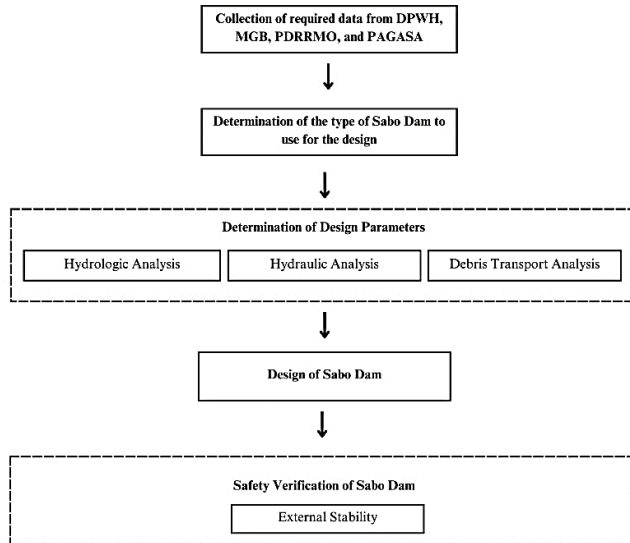 Collection of required data from DPWH,
MGB, PDRRMO, and PAGASA
Determination of the type of Sabo Dam to
use for the design
Determination of Design Parameters
Hydrologic Analysis
Hydraulic Analysis
Debris Transport Analysis
Design of Sabo Dam
Safety Verification of Sabo Dam
External Stability